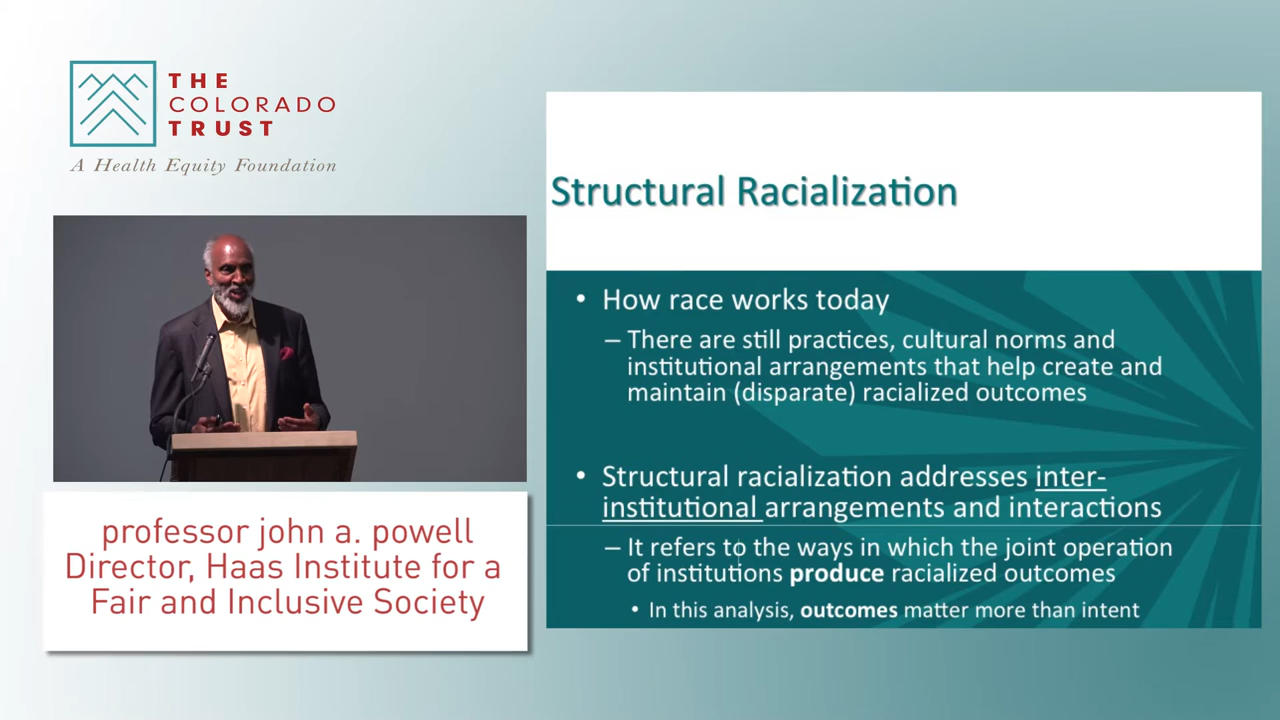 THE
COLORADO
TRUST
A Health Equity Foundation
professor john a. powell
Director, Haas Institute for a
Fair and Inclusive Society
Structural Racialization
• How race works today
– There are still practices, cultural norms and
institutional arrangements that help create and
maintain (disparate) racialized outcomes
• Structural racialization addresses inter-
institutional arrangements and interactions
– It refers to the ways in which the joint operation
of institutions produce racialized outcomes
• In this analysis, outcomes matter more than intent